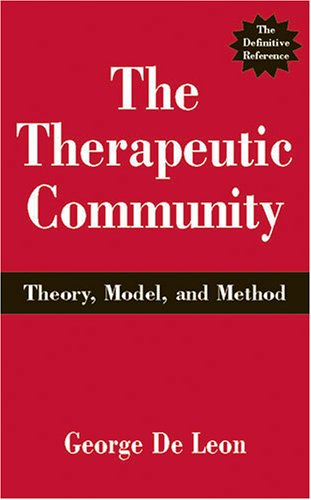 The
Definitive
Reference
The
Therapeutic
Community
Theory, Model, and Method
George De Leon